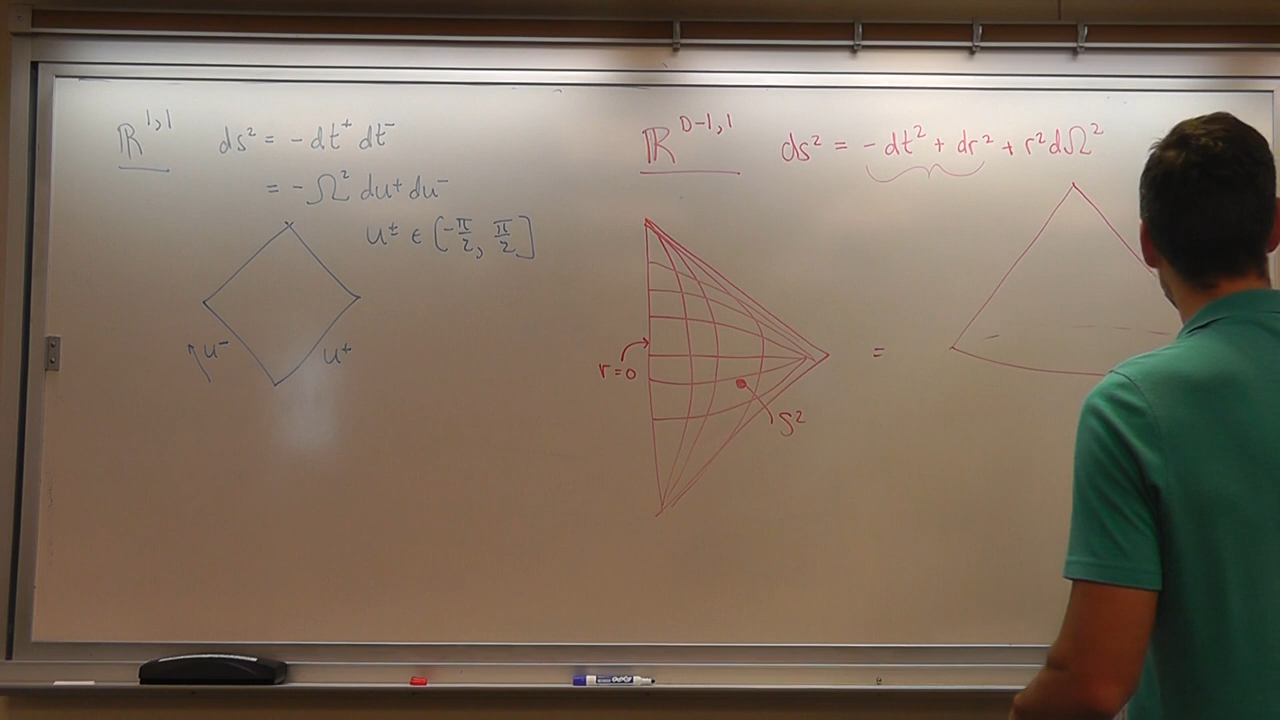 ℝ^{1,1} ds² = -dt⁺dt⁻
= -Ω² du⁺du⁻
u^± ∈ [-π/2, π/2]
u⁻ u⁺
ℝ^{D-1,1} ds² = -dt² + dr² + r²dΩ²
r=0
=
S²